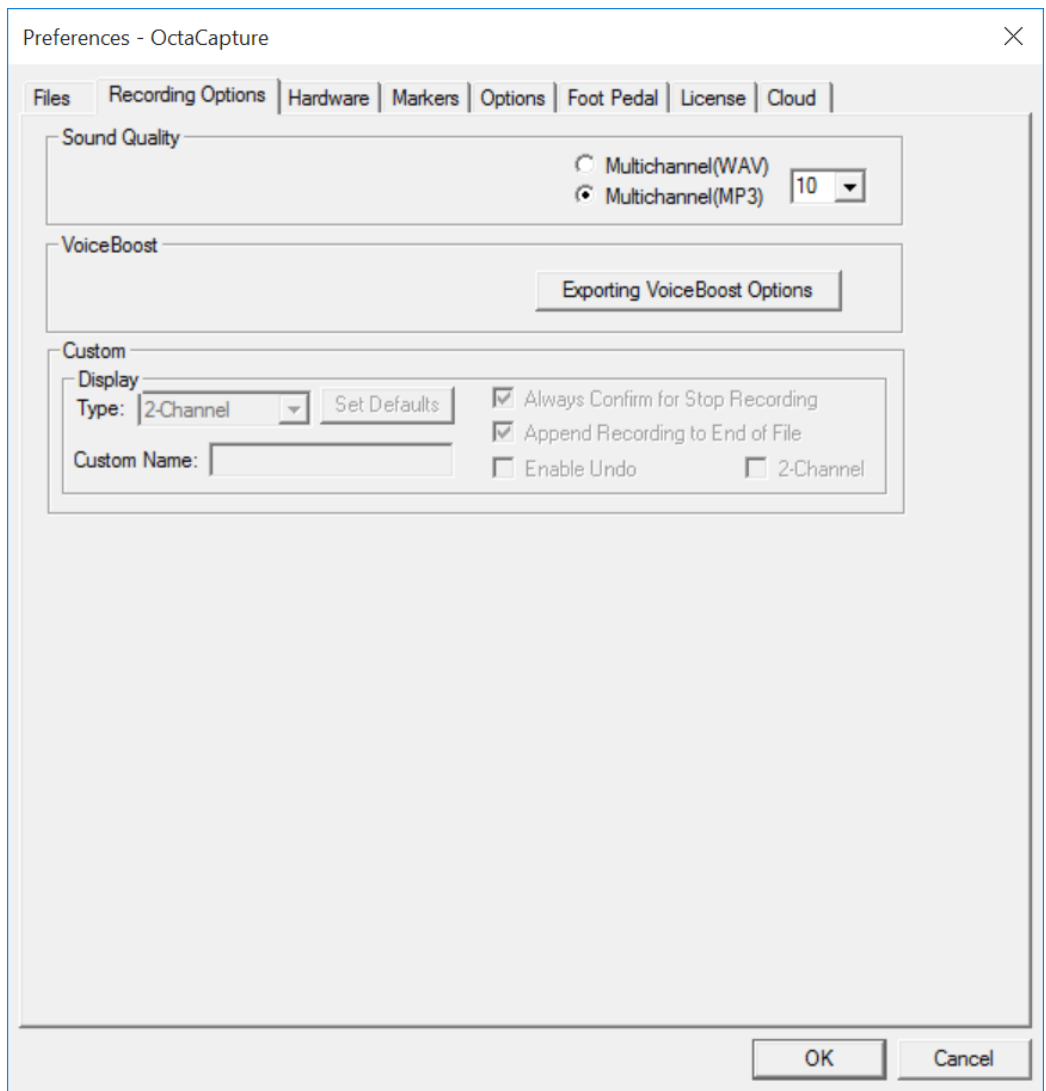 Preferences - OctaCapture
Files Recording Options Hardware Markers Options Foot Pedal License Cloud
Sound Quality
Multichannel(WAV)
Multichannel(MP3)
10
VoiceBoost
Exporting VoiceBoost Options
Custom
Display
Type: 2-Channel Set Defaults
Always Confirm for Stop Recording
Append Recording to End of File
Custom Name:
Enable Undo 2-Channel
OK Cancel